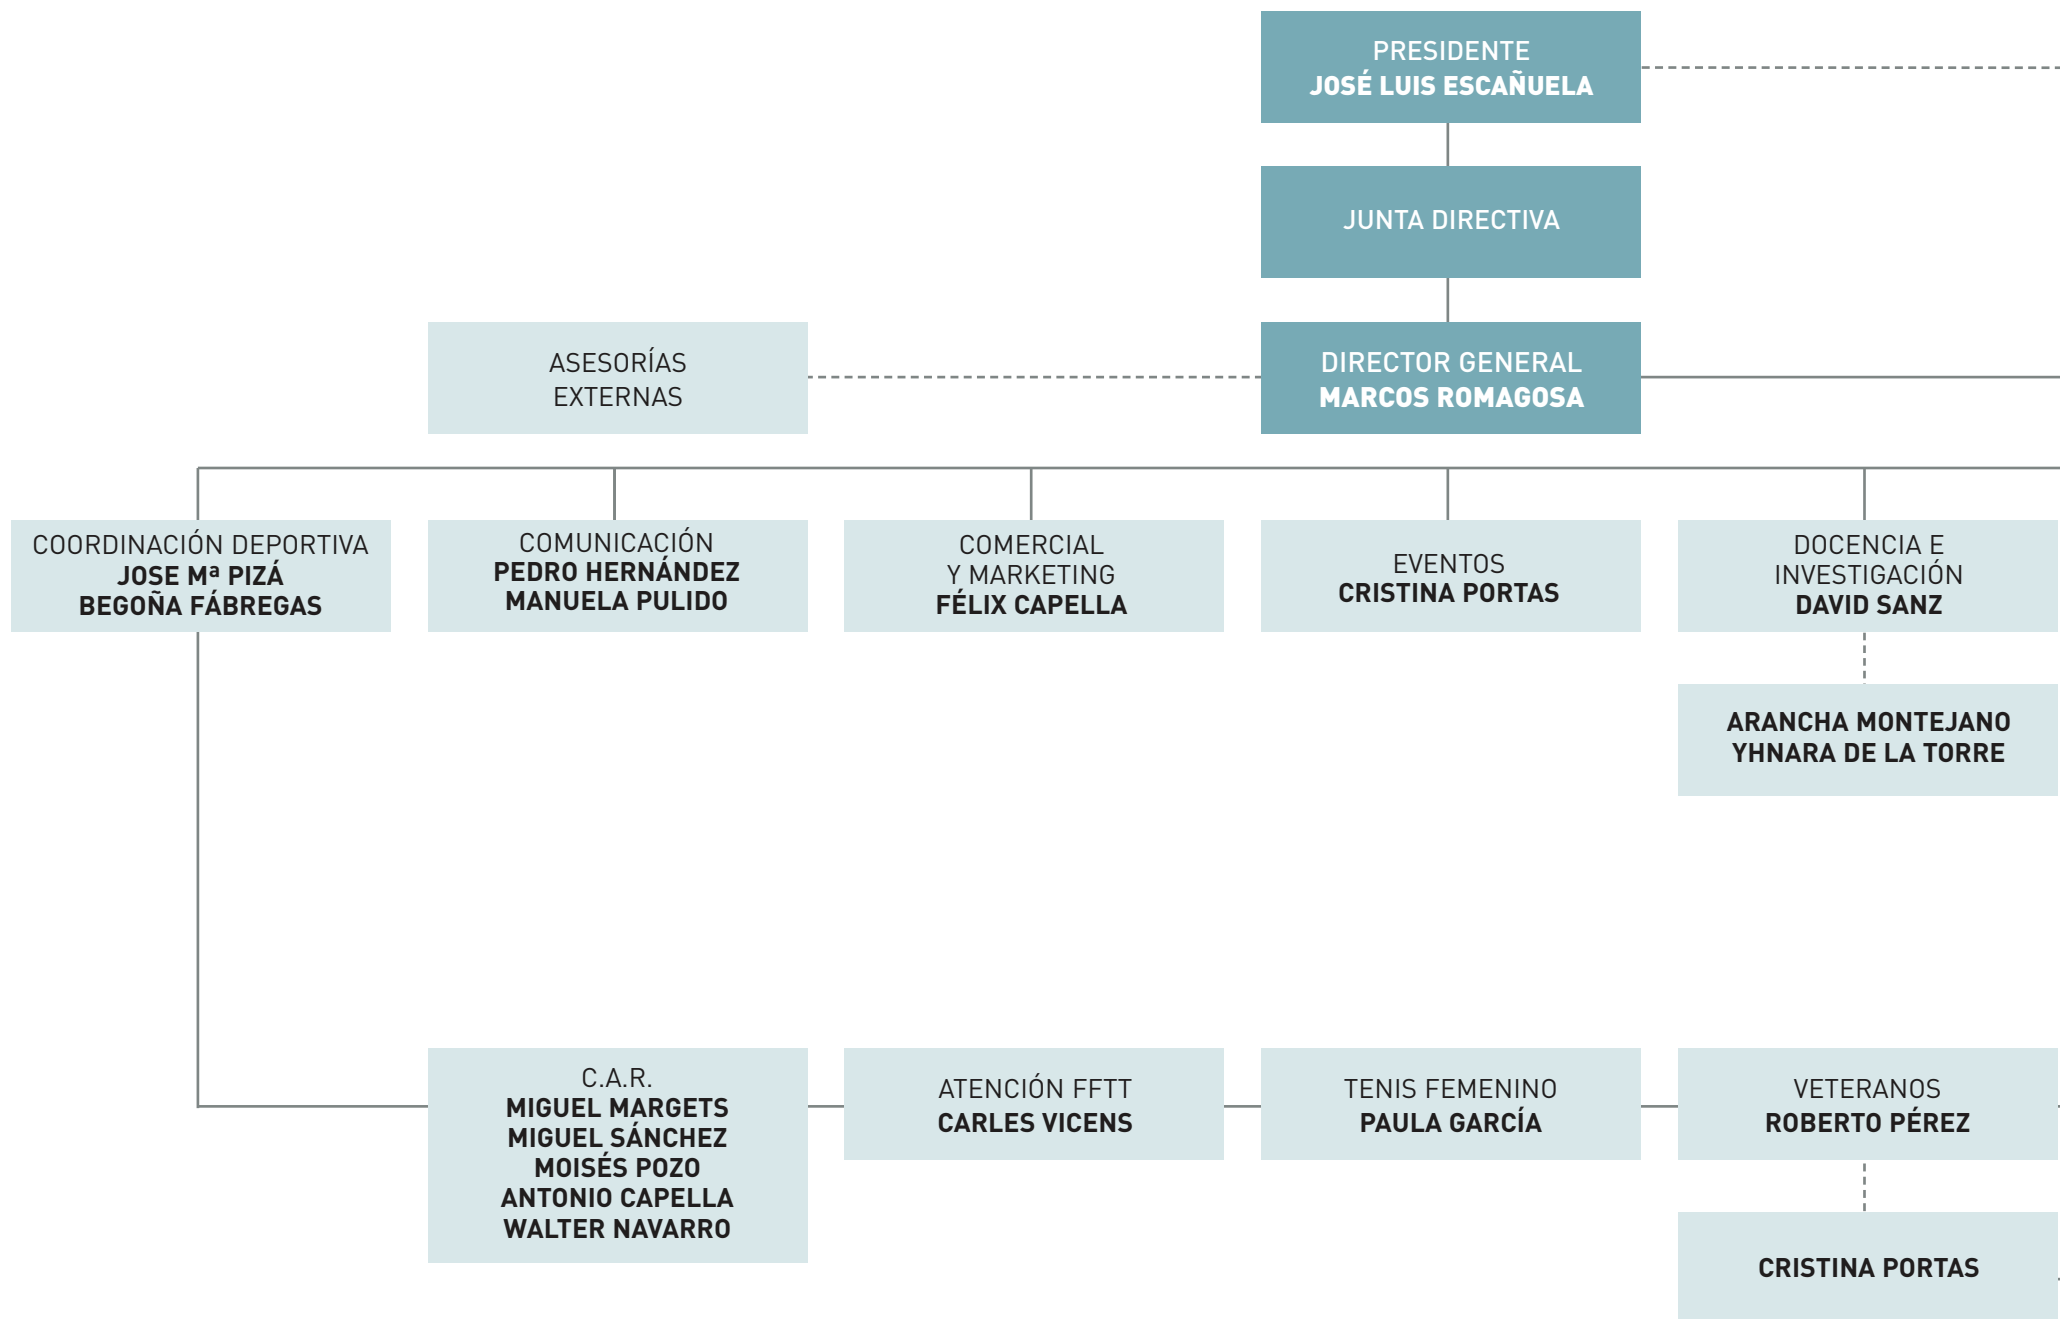 PRESIDENTE
JOSÉ LUIS ESCAÑUELA
JUNTA DIRECTIVA
ASESORÍAS
EXTERNAS
DIRECTOR GENERAL
MARCOS ROMAGOSA
COORDINACIÓN DEPORTIVA
JOSE Mª PIZÁ
BEGOÑA FÁBREGAS
COMUNICACIÓN
PEDRO HERNÁNDEZ
MANUELA PULIDO
COMERCIAL
Y MARKETING
FÉLIX CAPELLA
EVENTOS
CRISTINA PORTAS
DOCENCIA E
INVESTIGACIÓN
DAVID SANZ
ARANCHA MONTEJANO
YHNARA DE LA TORRE
C.A.R.
MIGUEL MARGETS
MIGUEL SÁNCHEZ
MOISÉS POZO
ANTONIO CAPELLA
WALTER NAVARRO
ATENCIÓN FFTT
CARLES VICENS
TENIS FEMENINO
PAULA GARCÍA
VETERANOS
ROBERTO PÉREZ
CRISTINA PORTAS